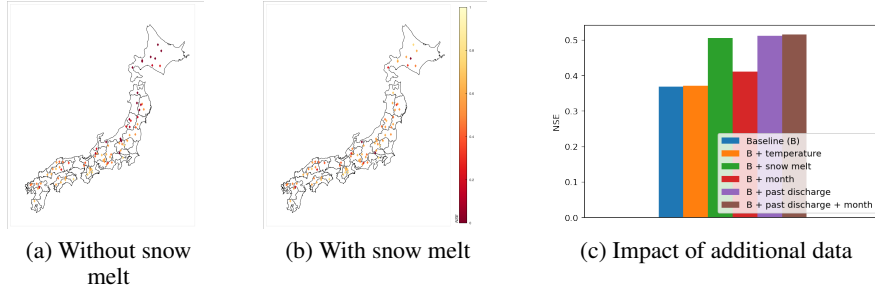 0.5
0.4
0.3
0.2
0.1
0.0
NSE
Baseline (B)
B + temperature
B + snow melt
B + month
B + past discharge
B + past discharge + month
(a) Without snow
melt
(b) With snow melt
(c) Impact of additional data